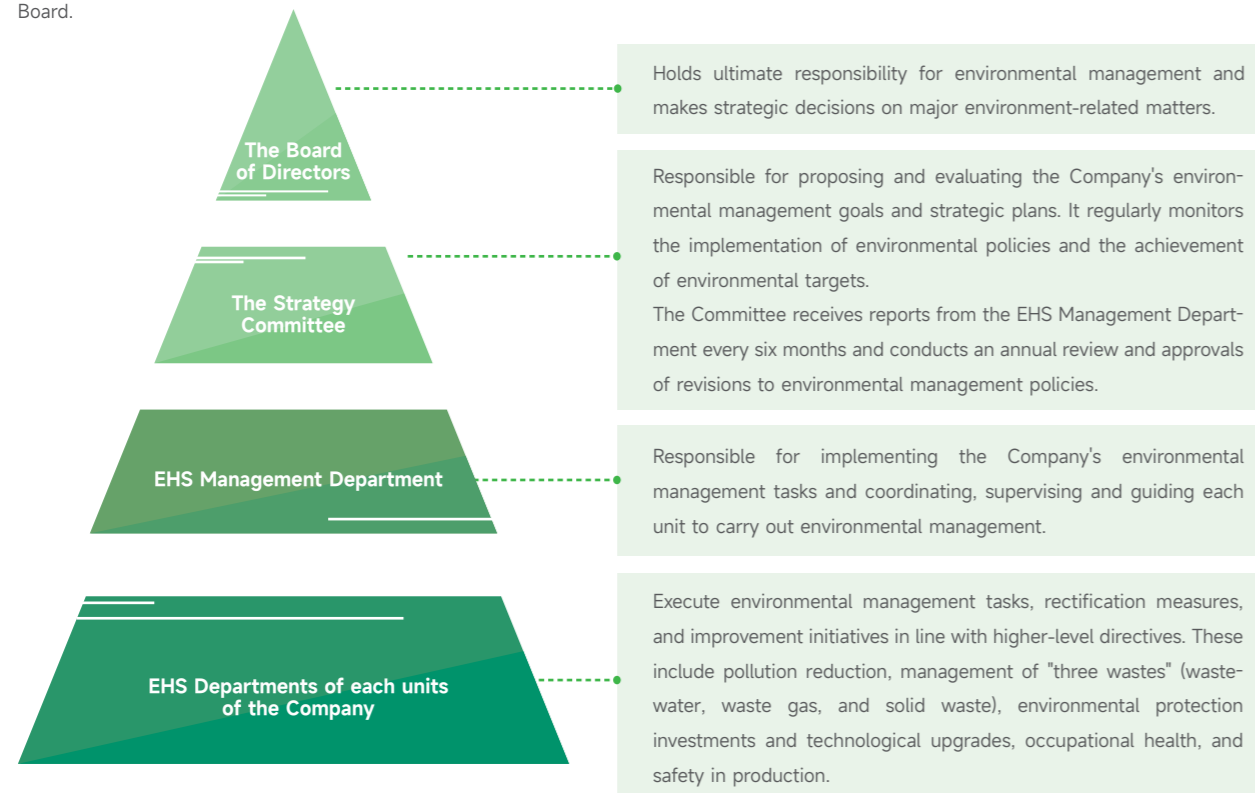 Board.
The Board
of Directors
Holds ultimate responsibility for environmental management and
makes strategic decisions on major environment-related matters.
The Strategy
Committee
Responsible for proposing and evaluating the Company's environ-
mental management goals and strategic plans. It regularly monitors
the implementation of environmental policies and the achievement
of environmental targets.
The Committee receives reports from the EHS Management Depart-
ment every six months and conducts an annual review and approvals
of revisions to environmental management policies.
EHS Management Department
Responsible for implementing the Company's environmental
management tasks and coordinating, supervising and guiding each
unit to carry out environmental management.
EHS Departments of each units
of the Company
Execute environmental management tasks, rectification measures,
and improvement initiatives in line with higher-level directives. These
include pollution reduction, management of "three wastes" (waste-
water, waste gas, and solid waste), environmental protection
investments and technological upgrades, occupational health, and
safety in production.